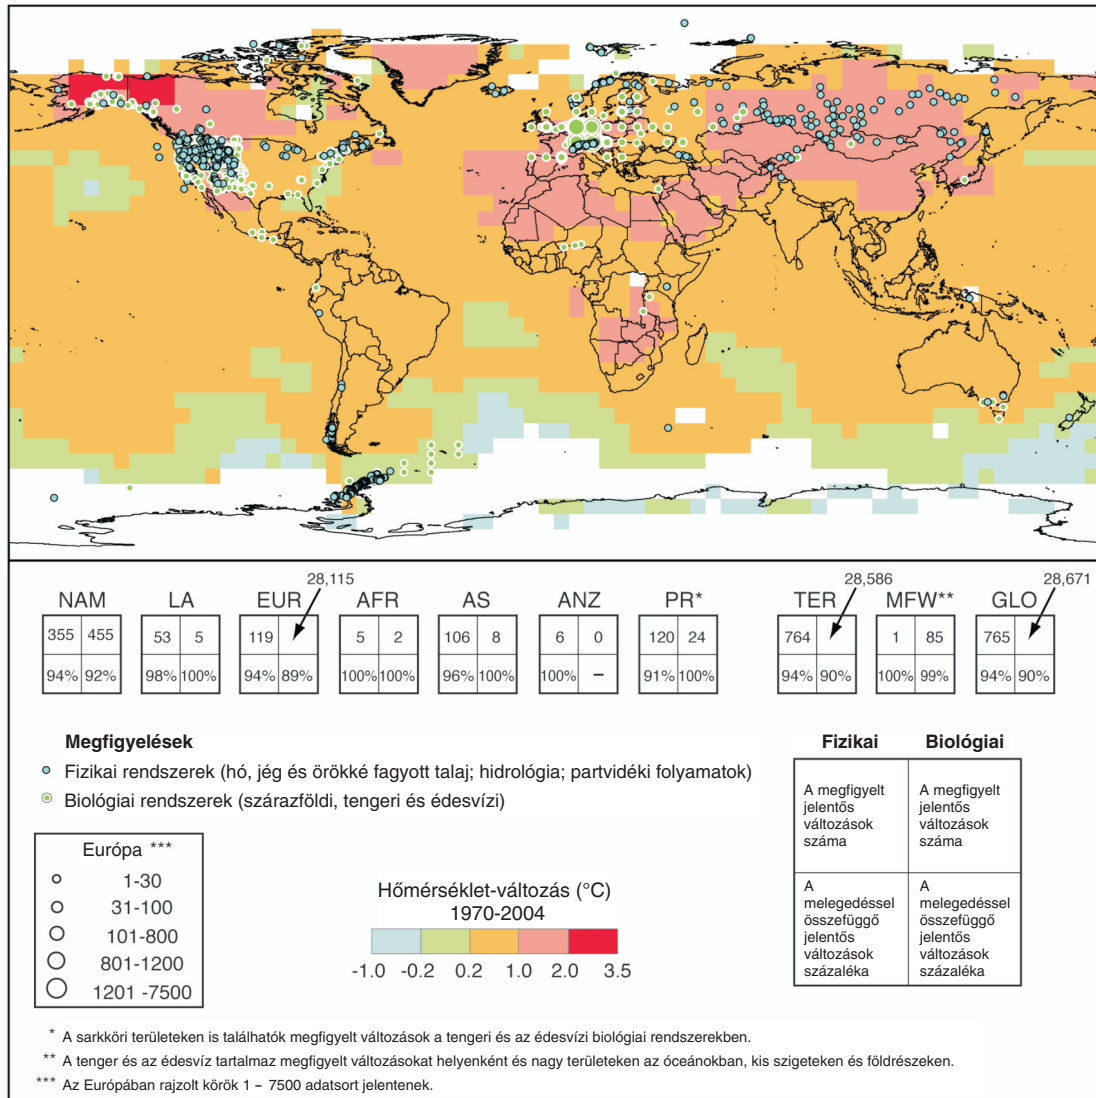 28,115
28,586
28,671
NAM LA EUR AFR AS ANZ PR* TER MFW** GLO
355 455 53 5 119 5 2 106 8 6 0 120 24 764 1 85 765
94% 92% 98% 100% 94% 89% 100% 100% 96% 100% 100% – 91% 100% 94% 90% 100% 99% 94% 90%
Megfigyelések
Fizikai rendszerek (hó, jég és örökké fagyott talaj; hidrológia; partvidéki folyamatok)
Biológiai rendszerek (szárazföldi, tengeri és édesvízi)
Fizikai Biológiai
A megfigyelt
jelentős
változások
száma
A megfigyelt
jelentős
változások
száma
A
melegedéssel
összefüggő
jelentős
változások
százaléka
A
melegedéssel
összefüggő
jelentős
változások
százaléka
Európa ***
1-30
31-100
101-800
801-1200
1201 -7500
Hőmérséklet-változás (°C)
1970-2004
-1.0 -0.2 0.2 1.0 2.0 3.5
* A sarkköri területeken is találhatók megfigyelt változások a tengeri és az édesvízi biológiai rendszerekben.
** A tenger és az édesvíz tartalmaz megfigyelt változásokat helyenként és nagy területeken az óceánokban, kis szigeteken és földrészeken.
*** Az Európában rajzolt körök 1 – 7500 adatsort jelentenek.